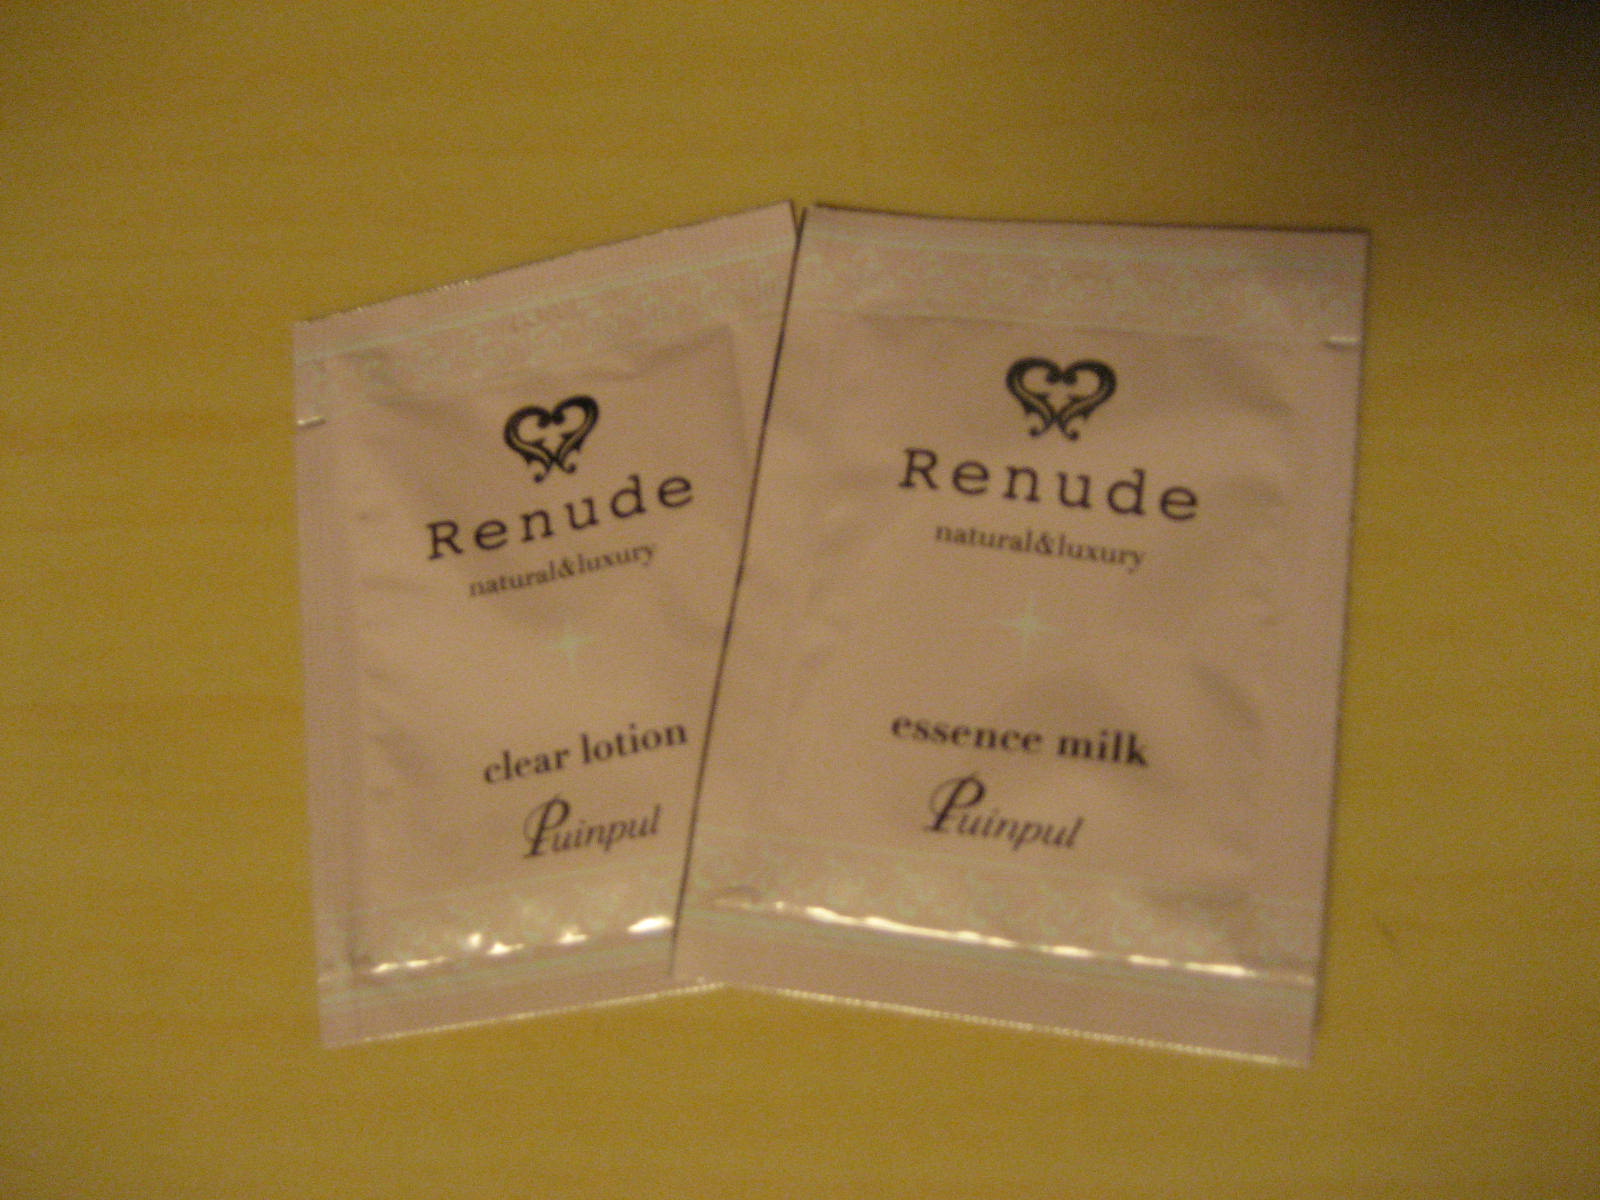 Renude
natural&luxury
clear lotion
Puinpul
Renude
natural&luxury
essence milk
Puinpul